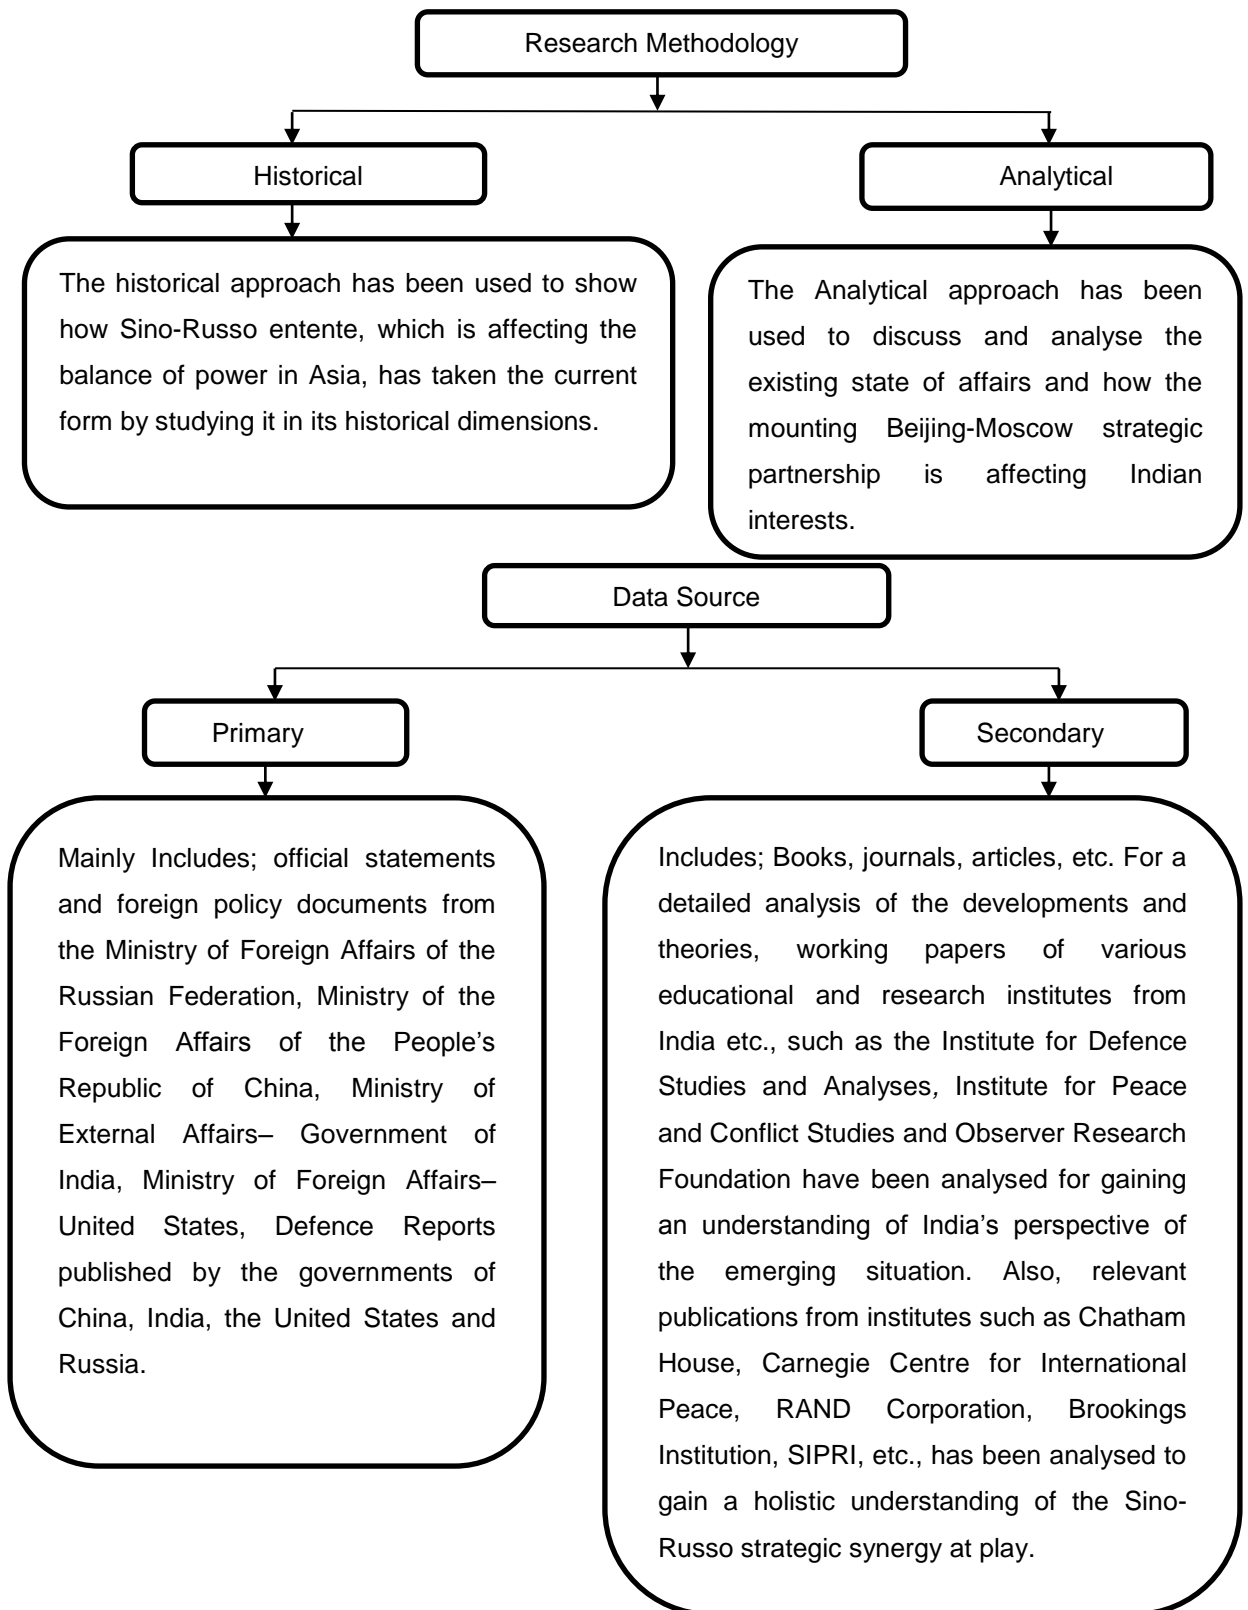 Research Methodology
Historical
Analytical
The historical approach has been used to show
how Sino-Russo entente, which is affecting the
balance of power in Asia, has taken the current
form by studying it in its historical dimensions.
The Analytical approach has been
used to discuss and analyse the
existing state of affairs and how the
mounting Beijing-Moscow strategic
partnership is affecting Indian
interests.
Data Source
Primary
Secondary
Mainly Includes; official statements
and foreign policy documents from
the Ministry of Foreign Affairs of the
Russian Federation, Ministry of the
Foreign Affairs of the People’s
Republic of China, Ministry of
External Affairs– Government of
India, Ministry of Foreign Affairs–
United States, Defence Reports
published by the governments of
China, India, the United States and
Russia.
Includes; Books, journals, articles, etc. For a
detailed analysis of the developments and
theories, working papers of various
educational and research institutes from
India etc., such as the Institute for Defence
Studies and Analyses, Institute for Peace
and Conflict Studies and Observer Research
Foundation have been analysed for gaining
an understanding of India’s perspective of
the emerging situation. Also, relevant
publications from institutes such as Chatham
House, Carnegie Centre for International
Peace, RAND Corporation, Brookings
Institution, SIPRI, etc., has been analysed to
gain a holistic understanding of the Sino-
Russo strategic synergy at play.